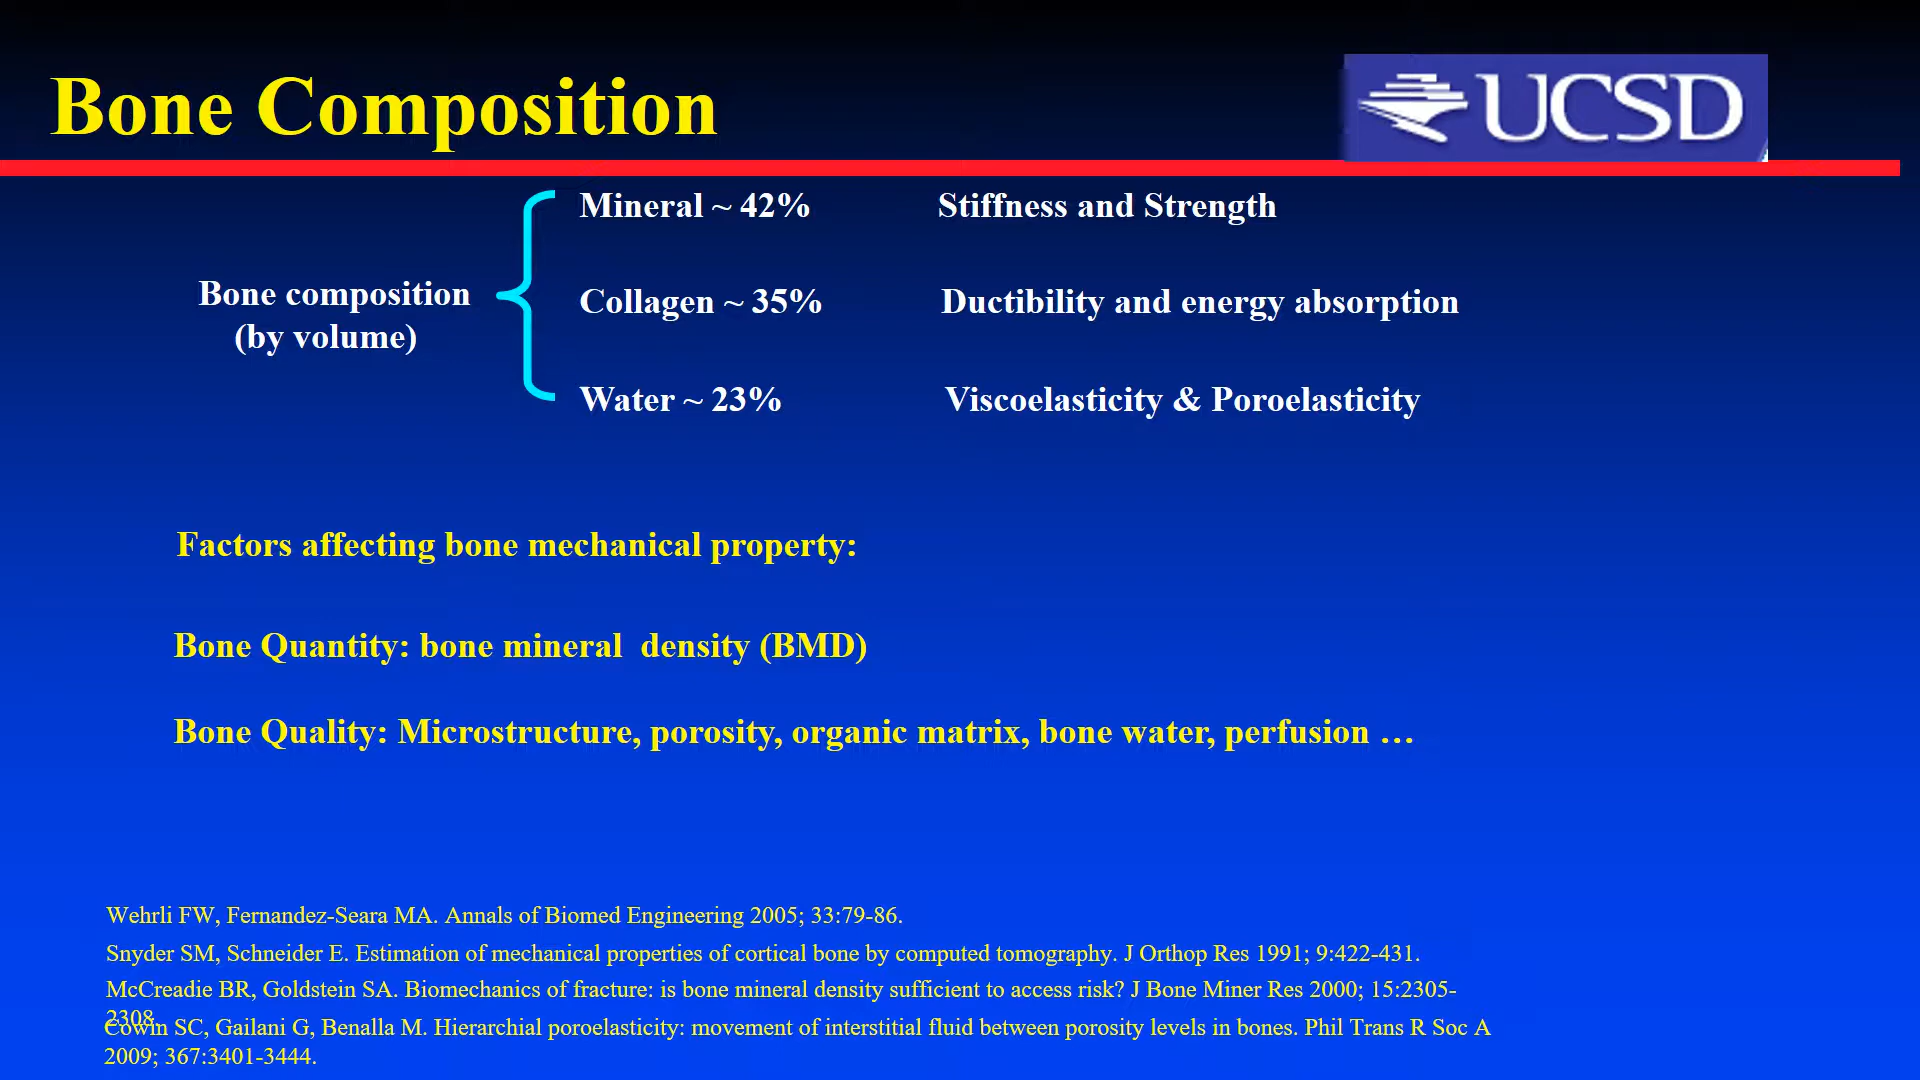 Bone Composition
UCSD
Mineral ~ 42% Stiffness and Strength
Bone composition
(by volume)
Collagen ~ 35% Ductibility and energy absorption
Water ~ 23% Viscoelasticity & Poroelasticity
Factors affecting bone mechanical property:
Bone Quantity: bone mineral  density (BMD)
Bone Quality: Microstructure, porosity, organic matrix, bone water, perfusion …
Wehrli FW, Fernandez-Seara MA. Annals of Biomed Engineering 2005; 33:79-86.
Snyder SM, Schneider E. Estimation of mechanical properties of cortical bone by computed tomography. J Orthop Res 1991; 9:422-431.
McCreadie BR, Goldstein SA. Biomechanics of fracture: is bone mineral density sufficient to access risk? J Bone Miner Res 2000; 15:2305-
2308.
Cowin SC, Gailani G, Benalla M. Hierarchial poroelasticity: movement of interstitial fluid between porosity levels in bones. Phil Trans R Soc A
2009; 367:3401-3444.